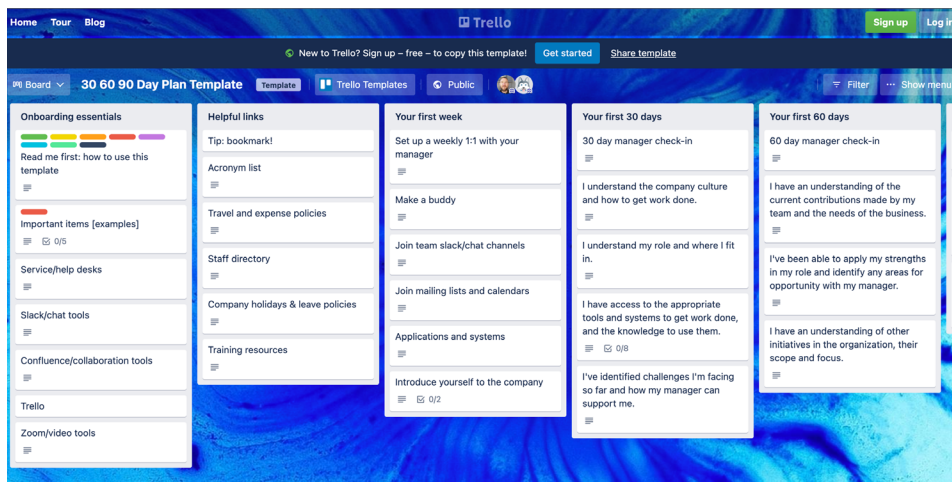 Home Tour Blog
Trello
Sign up
Log in
New to Trello? Sign up – free – to copy this template!
Get started
Share template
Board
30 60 90 Day Plan Template
Template
Trello Templates
Public
Filter
Show menu
Onboarding essentials
Read me first: how to use this
template
Important items [examples]
0/5
Service/help desks
Slack/chat tools
Confluence/collaboration tools
Trello
Zoom/video tools
Helpful links
Tip: bookmark!
Acronym list
Travel and expense policies
Staff directory
Company holidays & leave policies
Training resources
Your first week
Set up a weekly 1:1 with your
manager
Make a buddy
Join team slack/chat channels
Join mailing lists and calendars
Applications and systems
Introduce yourself to the company
0/2
Your first 30 days
30 day manager check-in
I understand the company culture
and how to get work done.
I understand my role and where I fit
in.
I have access to the appropriate
tools and systems to get work done,
and the knowledge to use them.
0/8
I've identified challenges I'm facing
so far and how my manager can
support me.
Your first 60 days
60 day manager check-in
I have an understanding of the
current contributions made by my
team and the needs of the business.
I've been able to apply my strengths
in my role and identify any areas for
opportunity with my manager.
I have an understanding of other
initiatives in the organization, their
scope and focus.